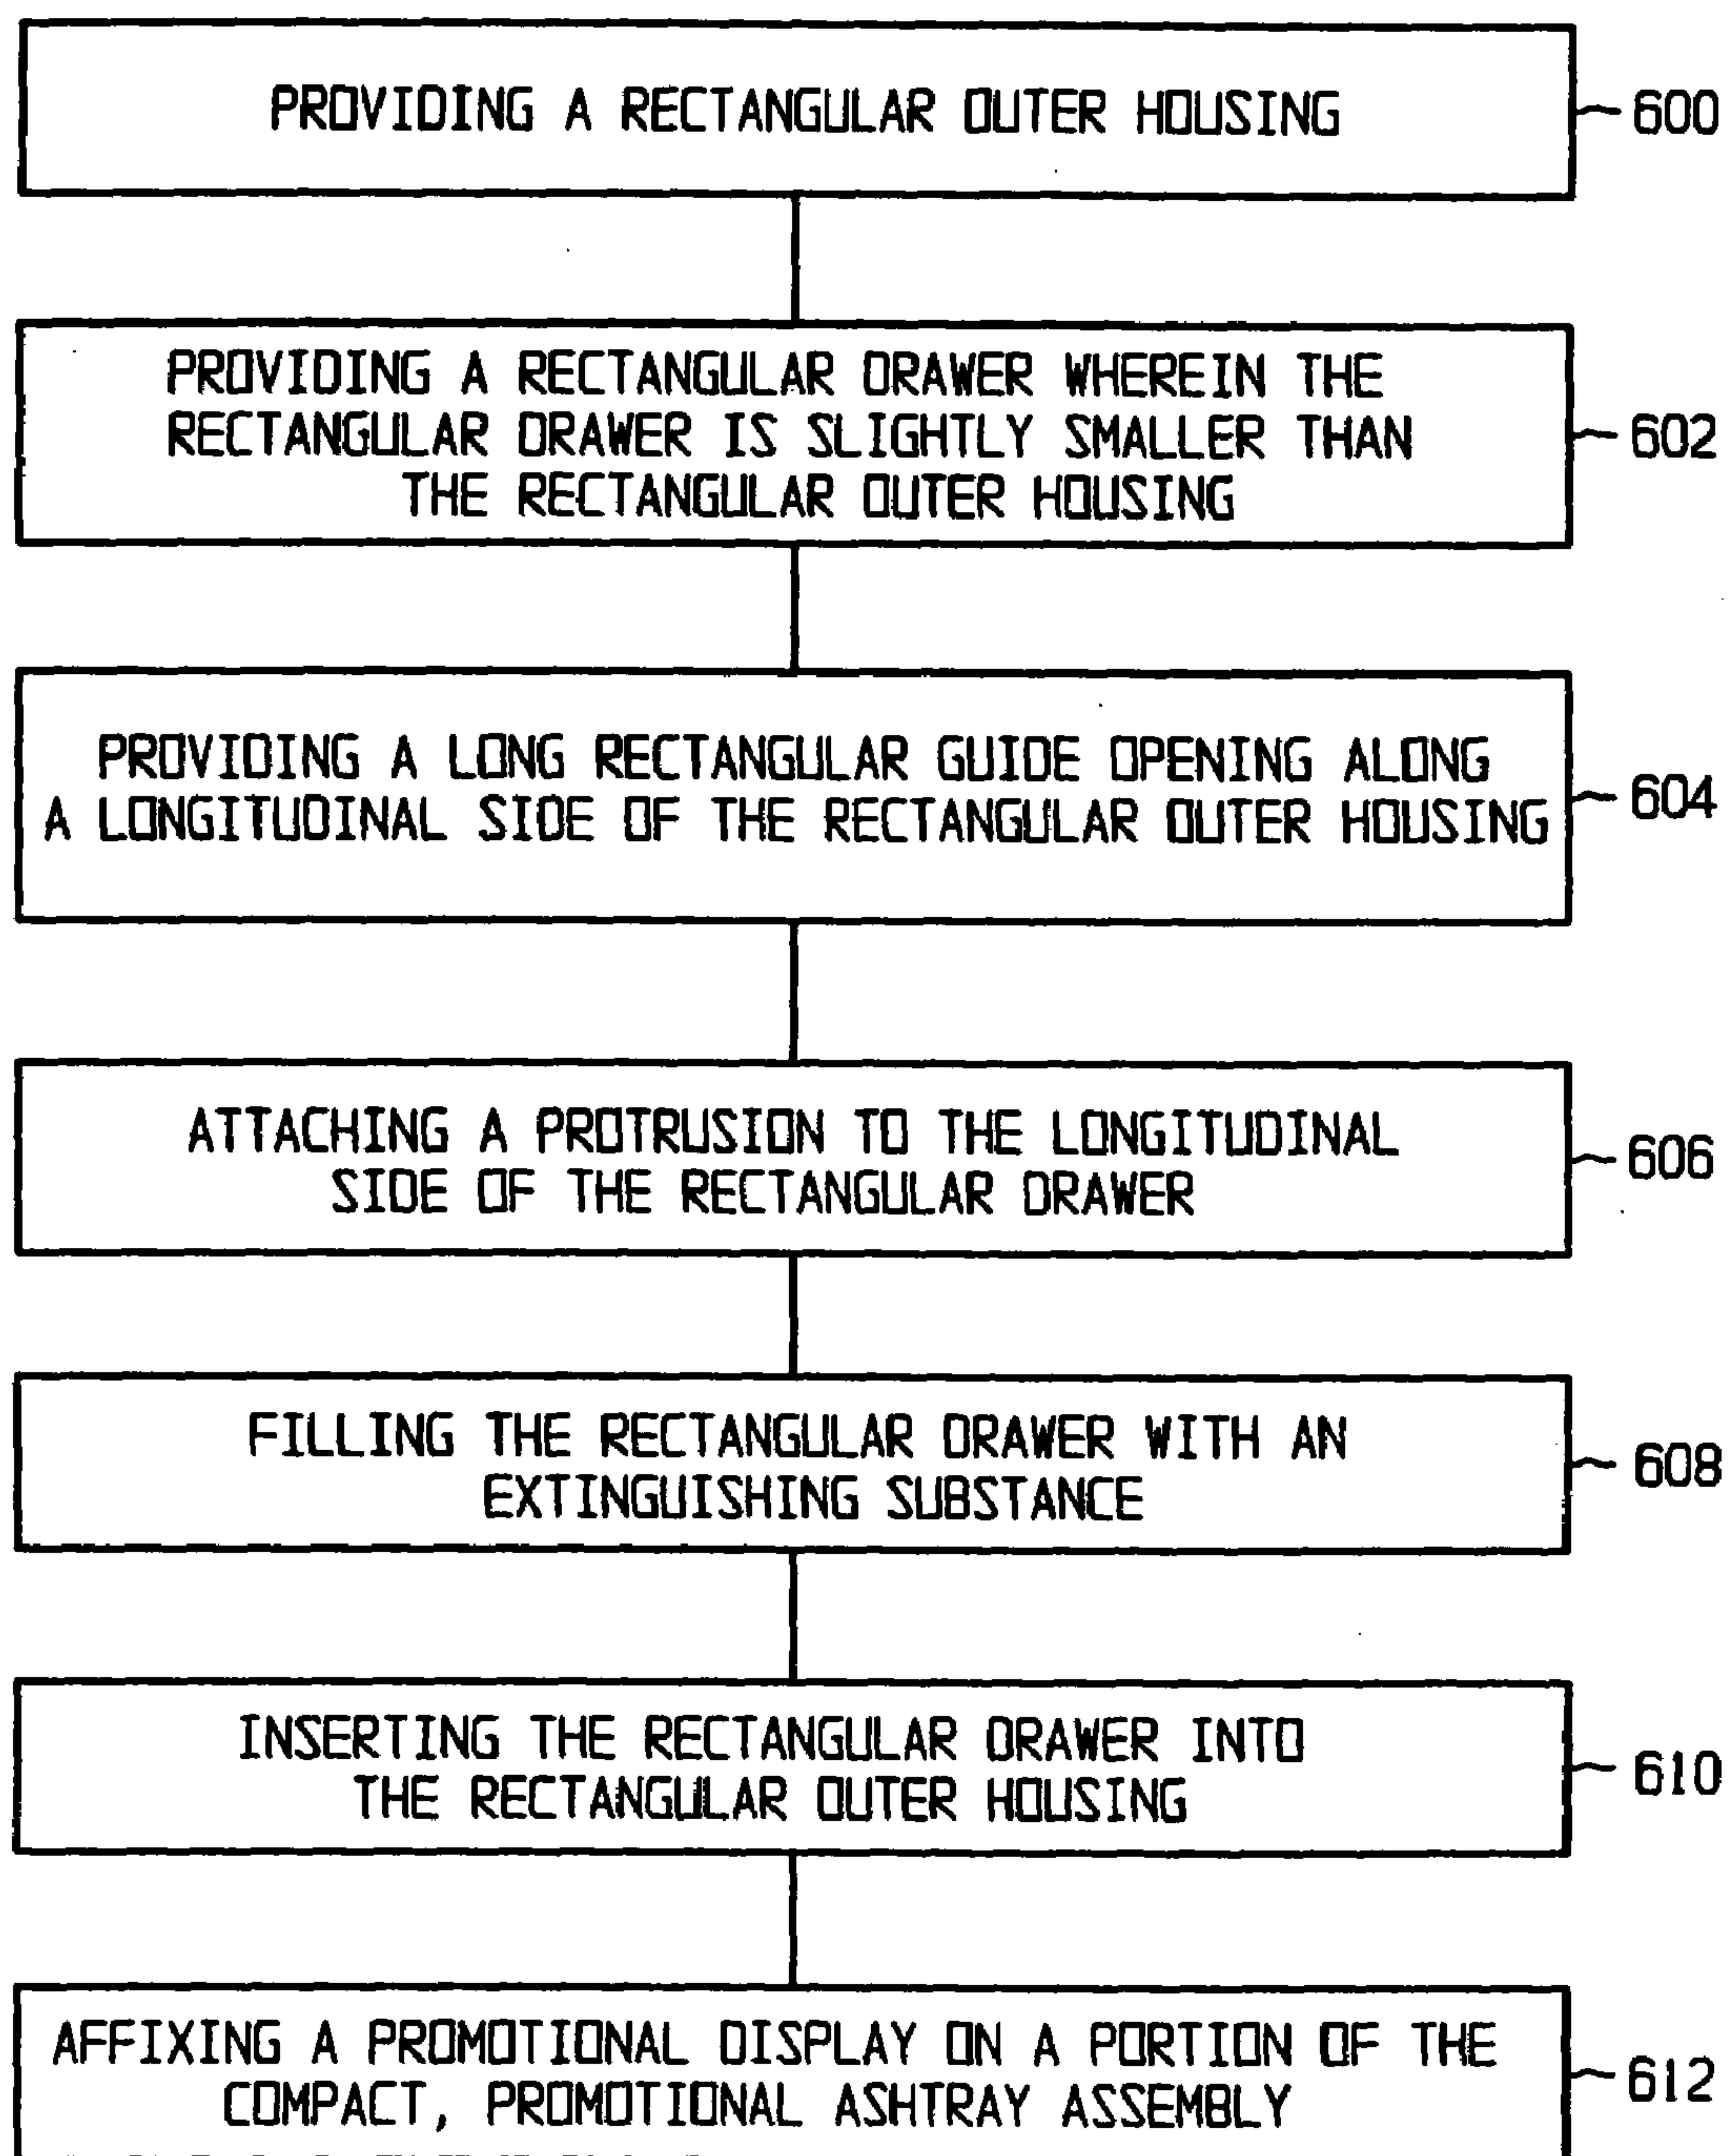 PROVIDING A RECTANGULAR OUTER HOUSING
600
PROVIDING A RECTANGULAR DRAWER WHEREIN THE
RECTANGULAR DRAWER IS SLIGHTLY SMALLER THAN
THE RECTANGULAR OUTER HOUSING
602
PROVIDING A LONG RECTANGULAR GUIDE OPENING ALONG
A LONGITUDINAL SIDE OF THE RECTANGULAR OUTER HOUSING
604
ATTACHING A PROTRUSION TO THE LONGITUDINAL
SIDE OF THE RECTANGULAR DRAWER
606
FILLING THE RECTANGULAR DRAWER WITH AN
EXTINGUISHING SUBSTANCE
608
INSERTING THE RECTANGULAR DRAWER INTO
THE RECTANGULAR OUTER HOUSING
610
AFFIXING A PROMOTIONAL DISPLAY ON A PORTION OF THE
COMPACT, PROMOTIONAL ASHTRAY ASSEMBLY
612